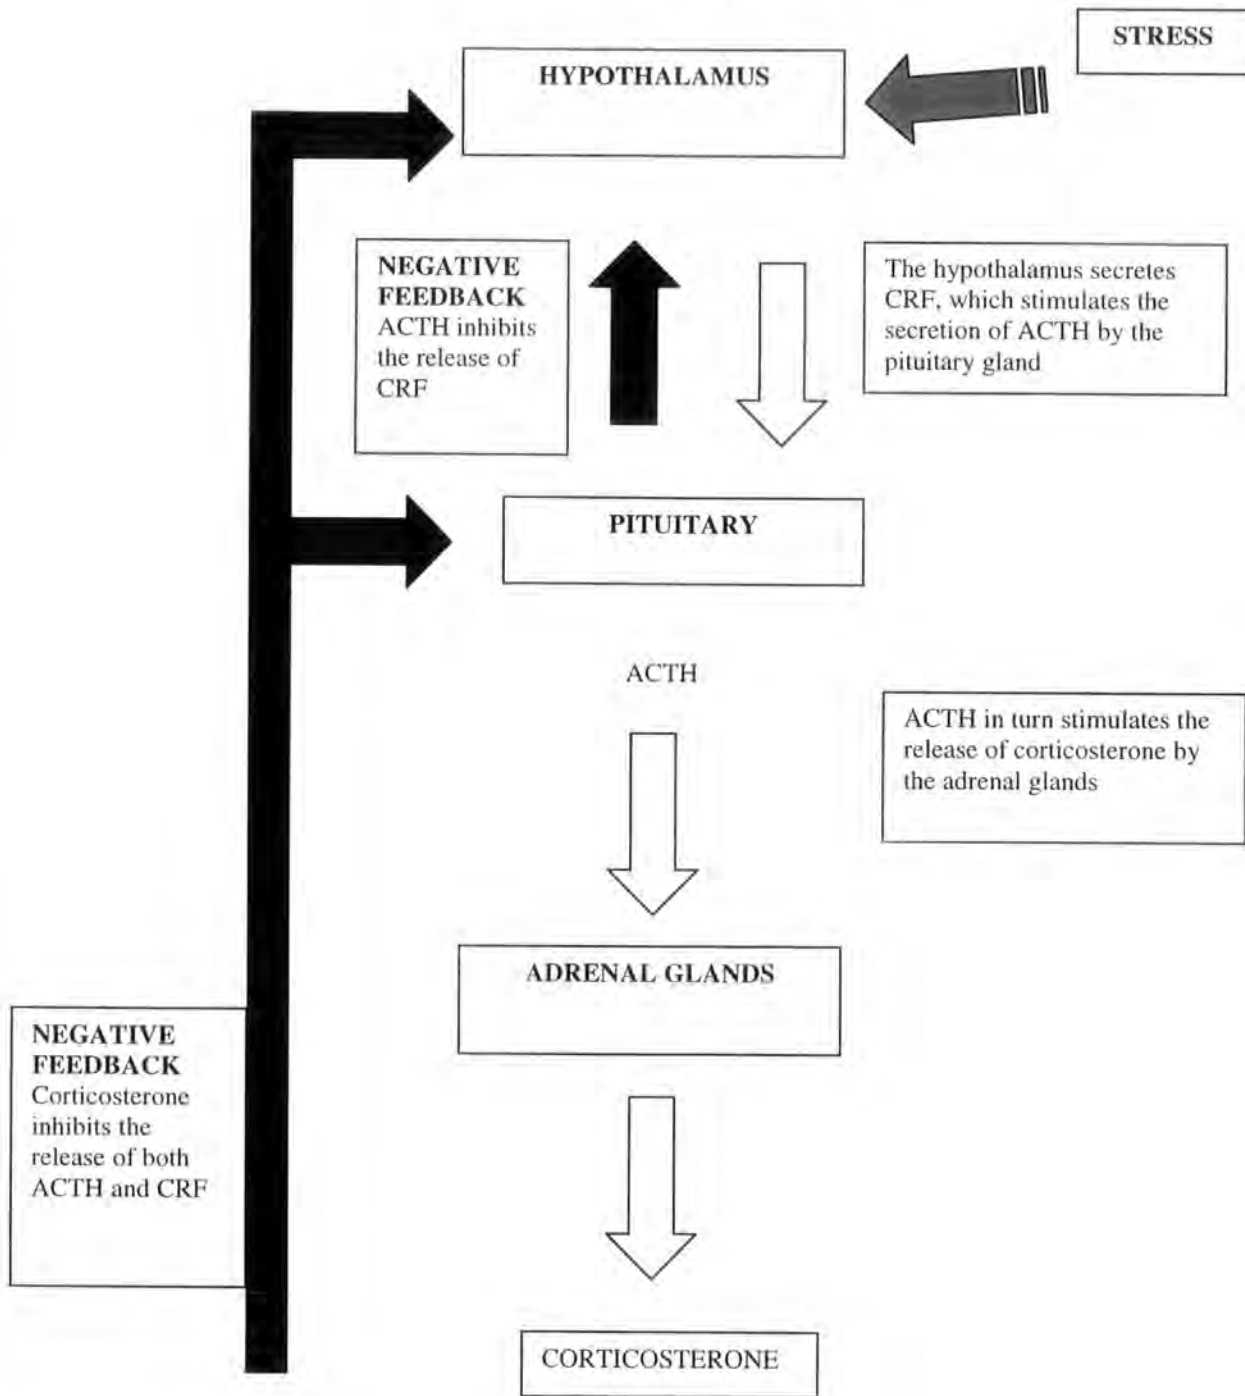 STRESS
HYPOTHALAMUS
NEGATIVE
FEEDBACK
ACTH inhibits
the release of
CRF
The hypothalamus secretes
CRF, which stimulates the
secretion of ACTH by the
pituitary gland
PITUITARY
ACTH
ACTH in turn stimulates the
release of corticosterone by
the adrenal glands
ADRENAL GLANDS
NEGATIVE
FEEDBACK
Corticosterone
inhibits the
release of both
ACTH and CRF
CORTICOSTERONE